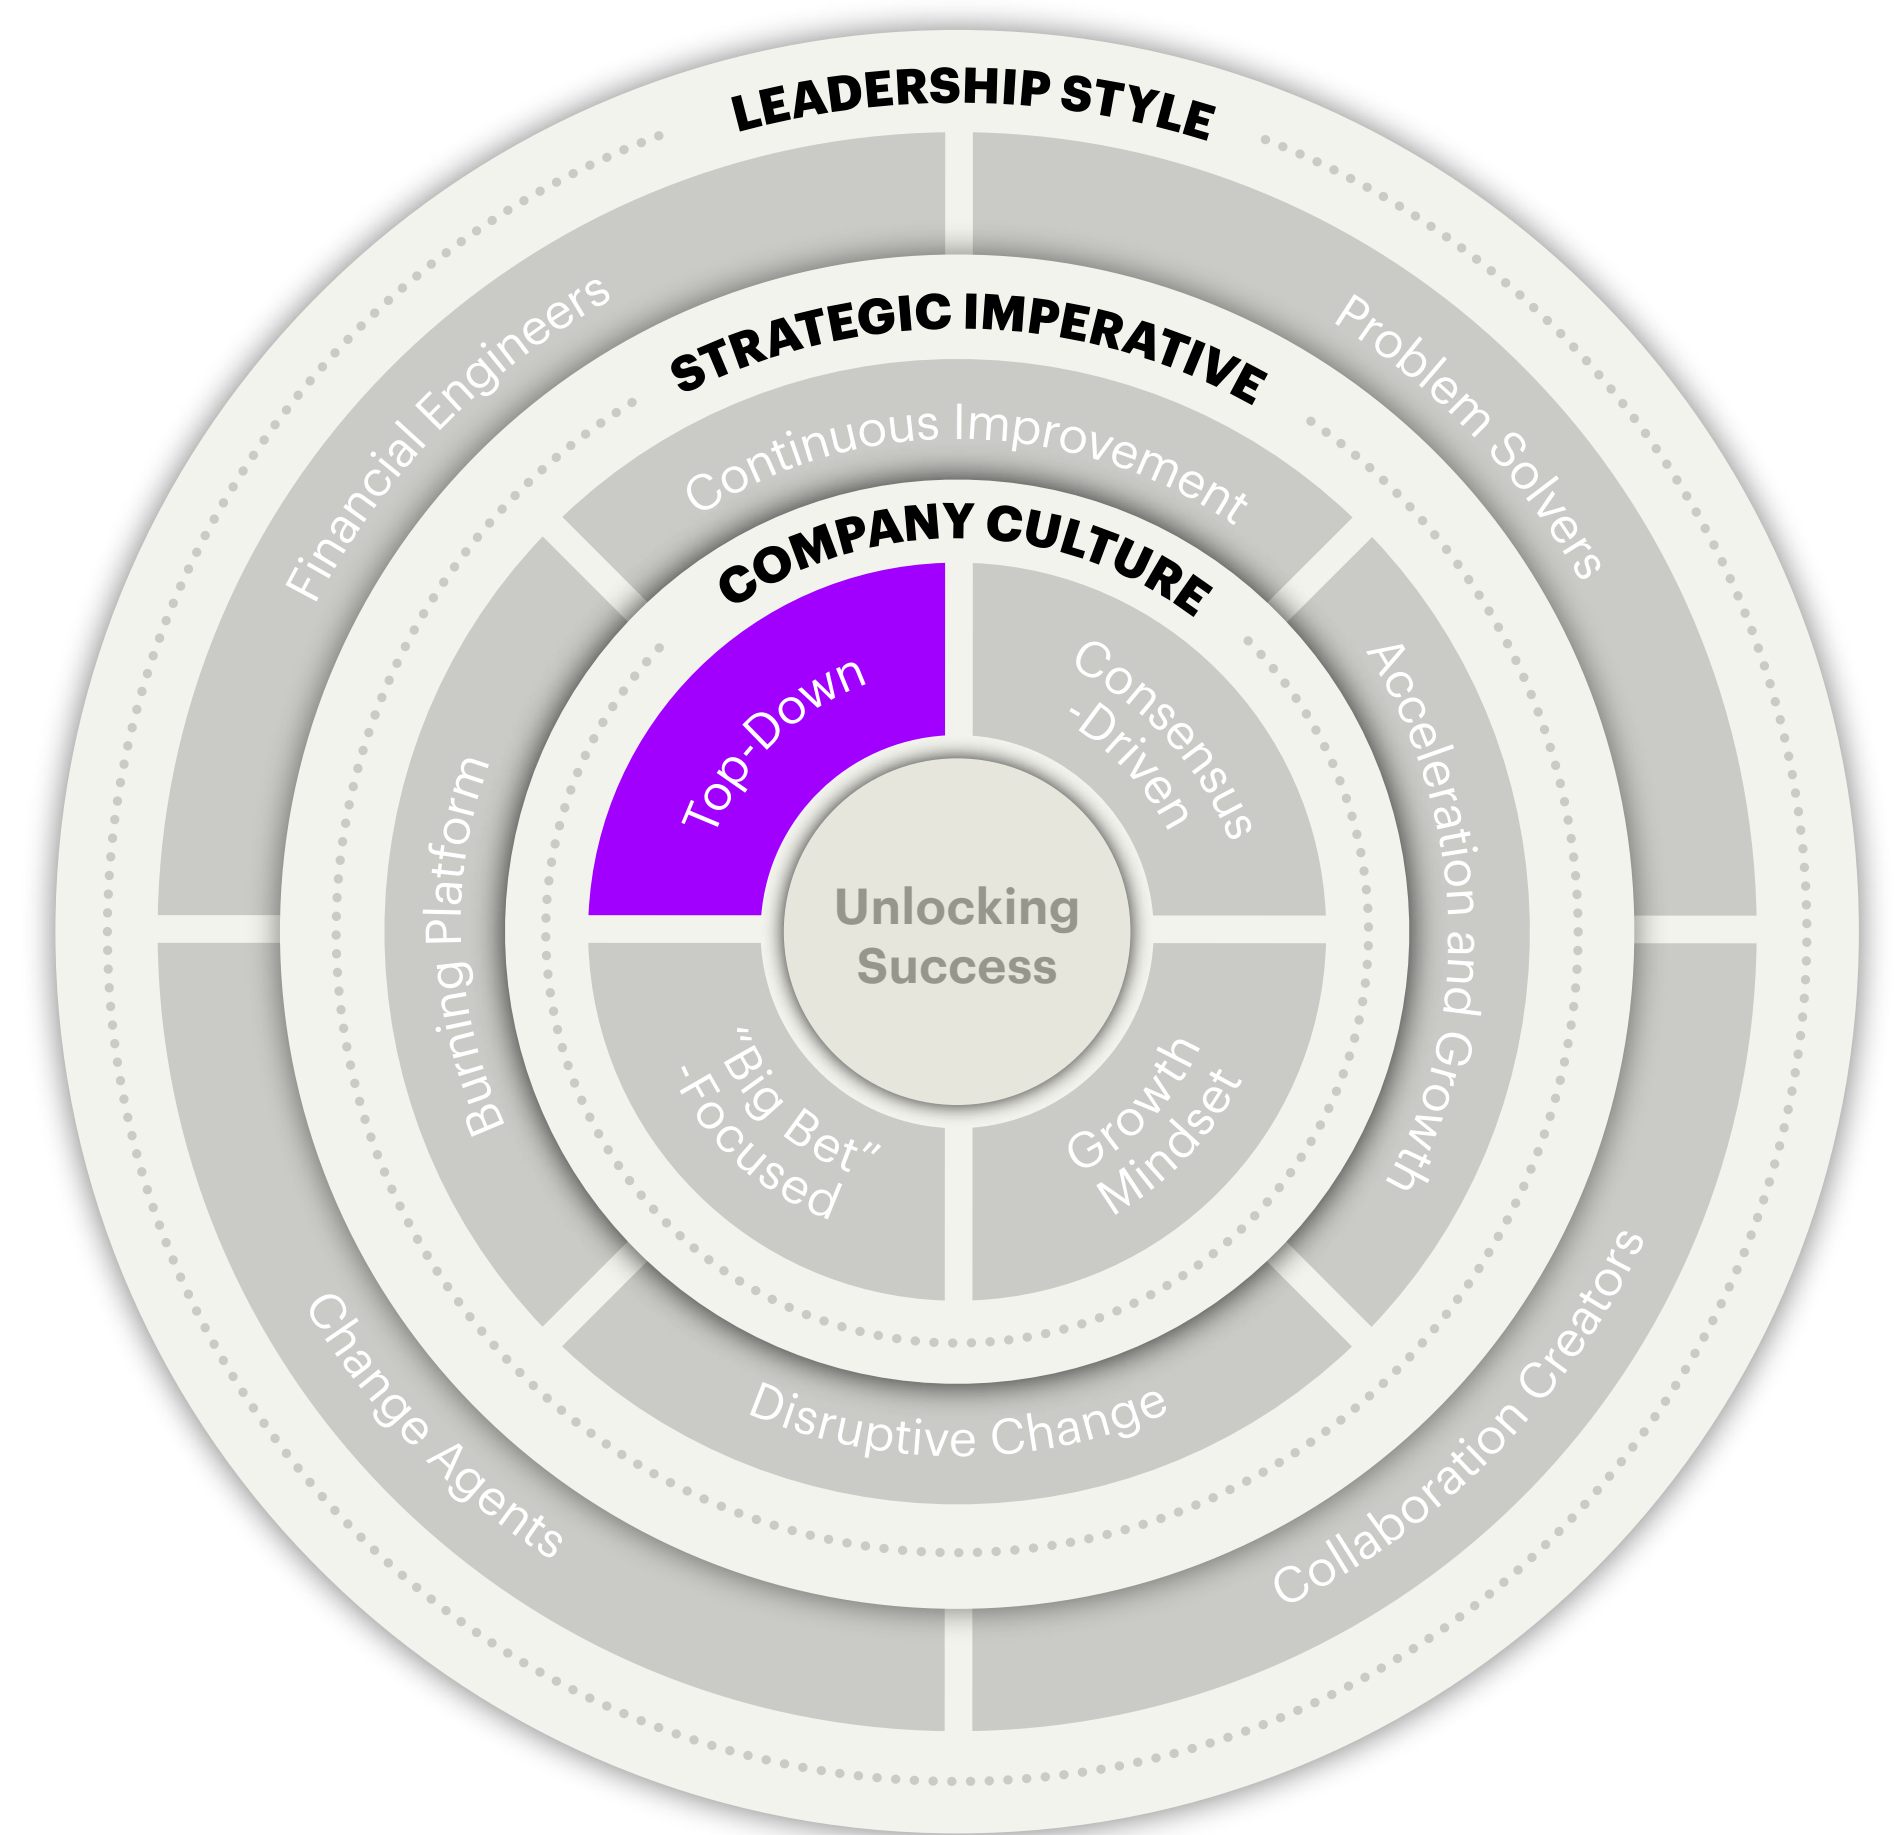 LEADERSHIP STYLE
Financial Engineers
Problem Solvers
Change Agents
Collaboration Creators
STRATEGIC IMPERATIVE
Continuous Improvement
Burning Platform
Acceleration and Growth
Disruptive Change
COMPANY CULTURE
Top-Down
Consensus
-Driven
“Big Bet”
-Focused
Growth
Mindset
Unlocking
Success